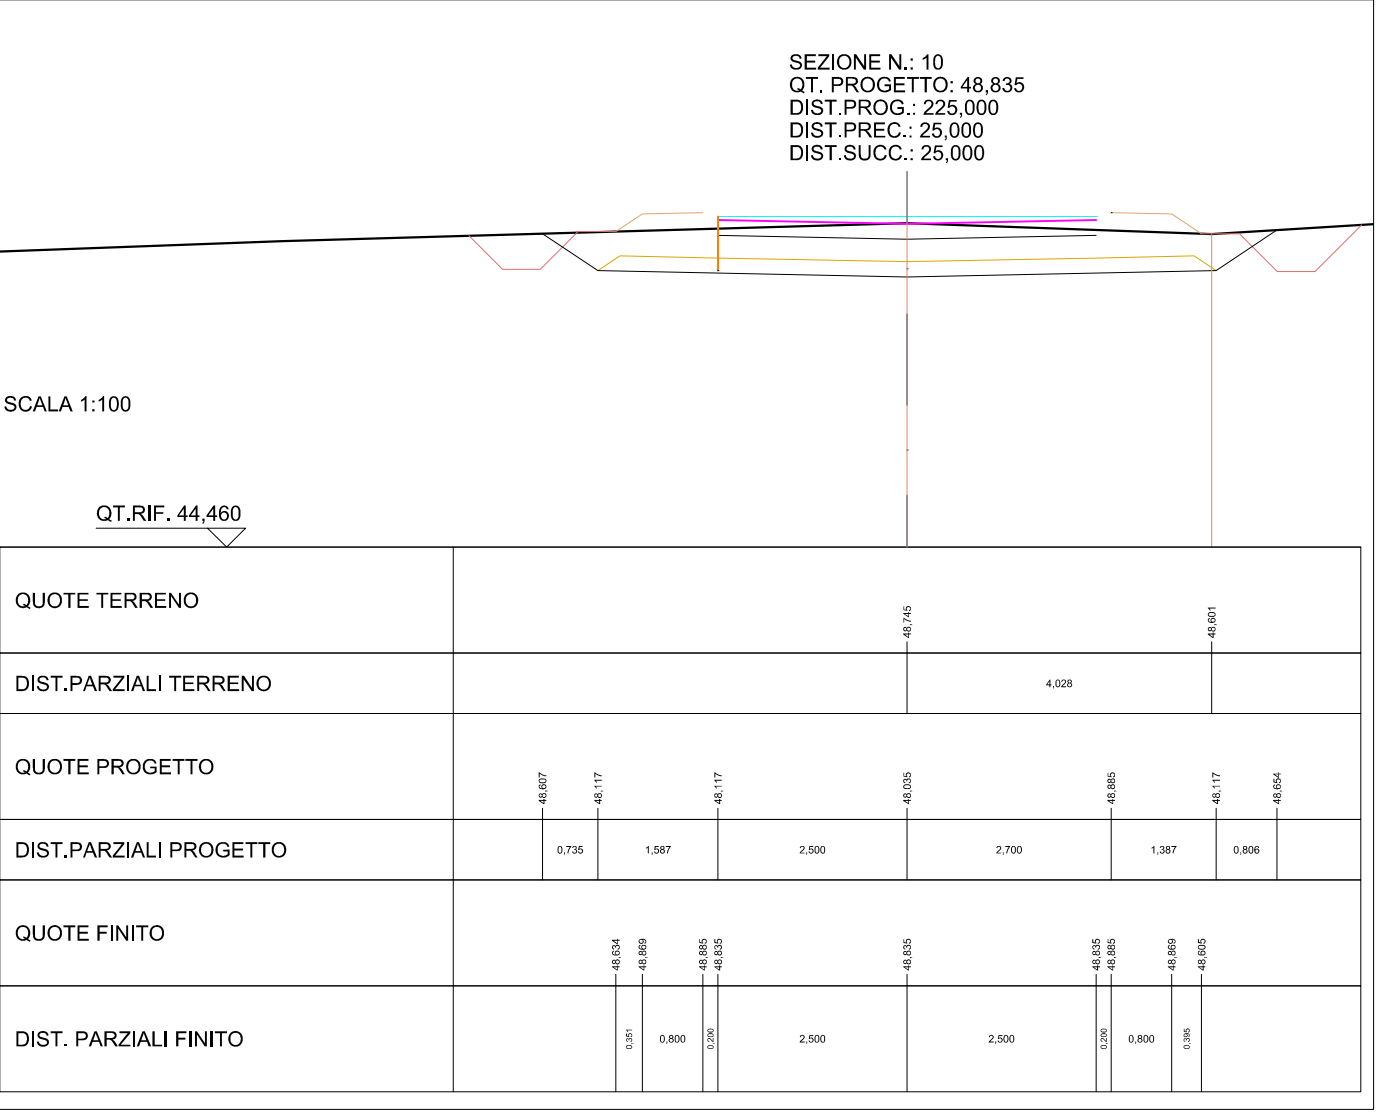 SEZIONE N.: 10
QT. PROGETTO: 48,835
DIST.PROG.: 225,000
DIST.PREC.: 25,000
DIST.SUCC.: 25,000
SCALA 1:100
QT.RIF. 44,460
QUOTE TERRENO
48,745 48,601
DIST.PARZIALI TERRENO
4,028
QUOTE PROGETTO
48,607 48,117 48,117 48,035 48,885 48,117 48,654
DIST.PARZIALI PROGETTO
0,735 1,587 2,500 2,700 1,387 0,806
QUOTE FINITO
48,634 48,869 48,885 48,835 48,835 48,835 48,885 48,869 48,605
DIST. PARZIALI FINITO
0,351 0,800 0,200 2,500 2,500 0,200 0,800 0,395